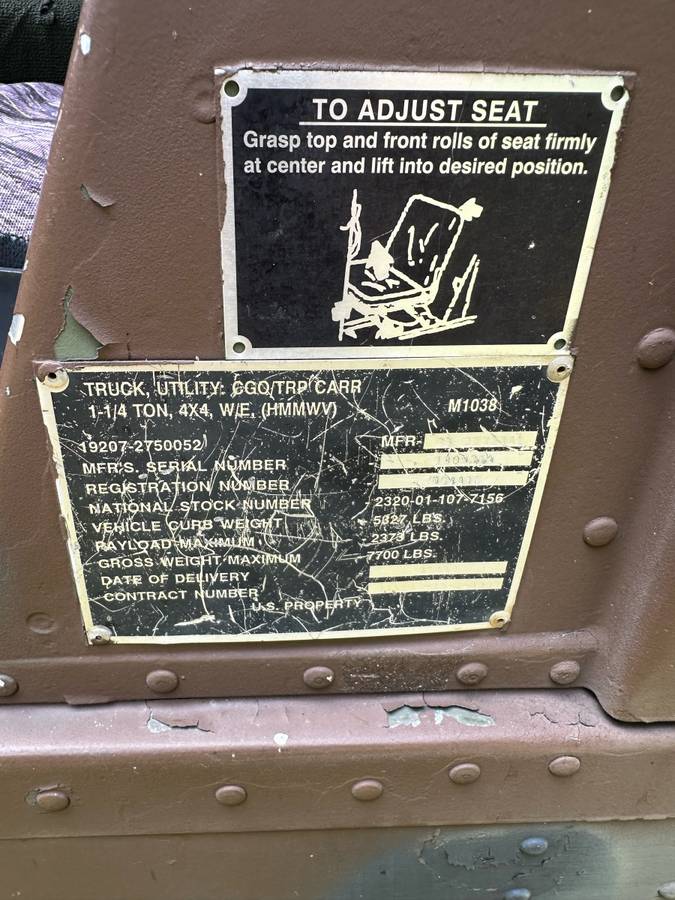 TO ADJUST SEAT
Grasp top and front rolls of seat firmly
at center and lift into desired position.
TRUCK, UTILITY: CGO/TRP CARR
1-1/4 TON, 4X4, W/E. (HMMWV) M1038
19207-2750052 MFR-
MFR'S. SERIAL NUMBER
REGISTRATION NUMBER
NATIONAL STOCK NUMBER 2320-01-107-7156
VEHICLE CURB WEIGHT 5327 LBS.
PAYLOAD-MAXIMUM 2373 LBS.
GROSS WEIGHT-MAXIMUM 7700 LBS.
DATE OF DELIVERY
CONTRACT NUMBER
U.S. PROPERTY